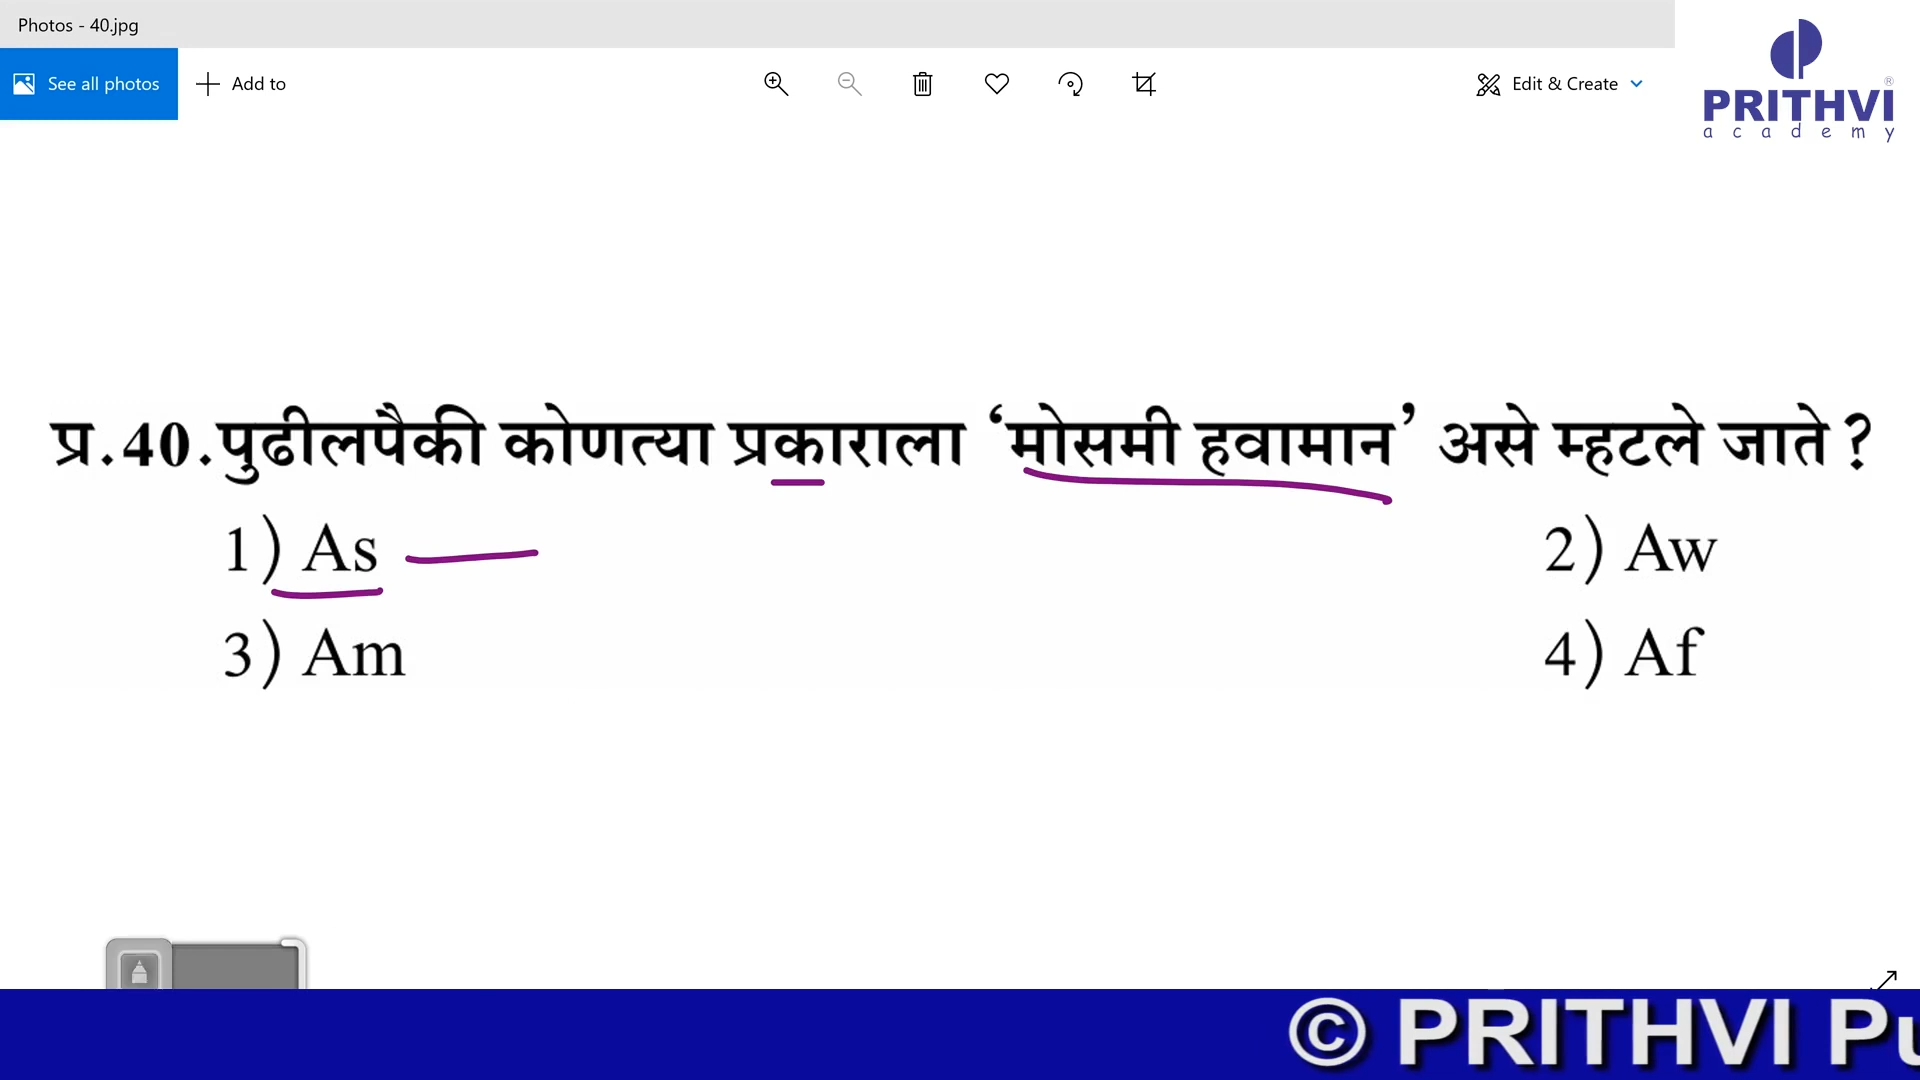 Photos - 40.jpg
See all photos
Add to
Edit & Create
PRITHVI
®
academy
प्र.40.पुढीलपैकी कोणत्या प्रकाराला ‘मोसमी हवामान’ असे म्हटले जाते ?
1) As
2) Aw
3) Am
4) Af
© PRITHVI Pu